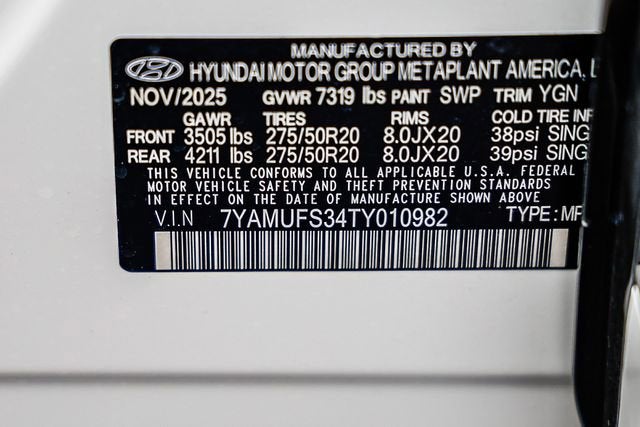 MANUFACTURED BY
HYUNDAI MOTOR GROUP METAPLANT AMERICA,
NOV/2025 GVWR 7319 lbs PAINT SWP TRIM YGN
GAWR TIRES RIMS COLD TIRE INF
FRONT 3505 lbs 275/50R20 8.0JX20 38psi SING
REAR 4211 lbs 275/50R20 8.0JX20 39psi SING
THIS VEHICLE CONFORMS TO ALL APPLICABLE U.S.A. FEDERAL
MOTOR VEHICLE SAFETY AND THEFT PREVENTION STANDARDS
IN EFFECT ON THE DATE OF MANUFACTURE SHOWN ABOVE
V.I.N 7YAMUFS34TY010982 TYPE: MP